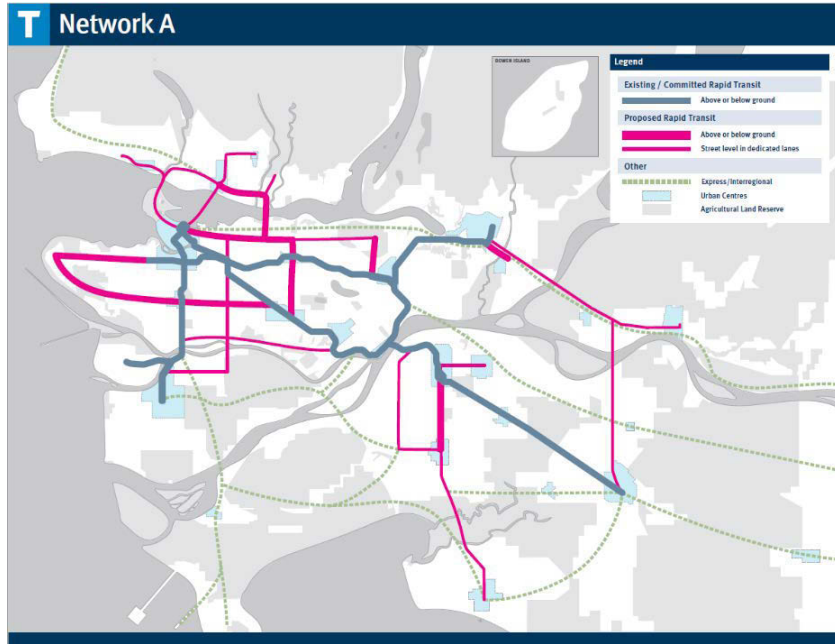 T Network A
BOWEN ISLAND
Legend
Existing / Committed Rapid Transit
Above or below ground
Proposed Rapid Transit
Above or below ground
Street level in dedicated lanes
Other
Express/Interregional
Urban Centres
Agricultural Land Reserve